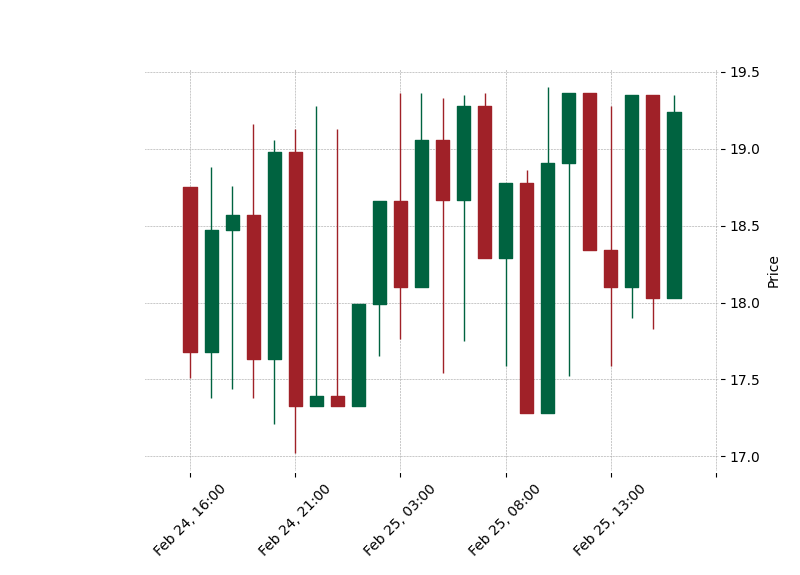 19.5
19.0
18.5
18.0
17.5
17.0
Price
Feb 24, 16:00
Feb 24, 21:00
Feb 25, 03:00
Feb 25, 08:00
Feb 25, 13:00